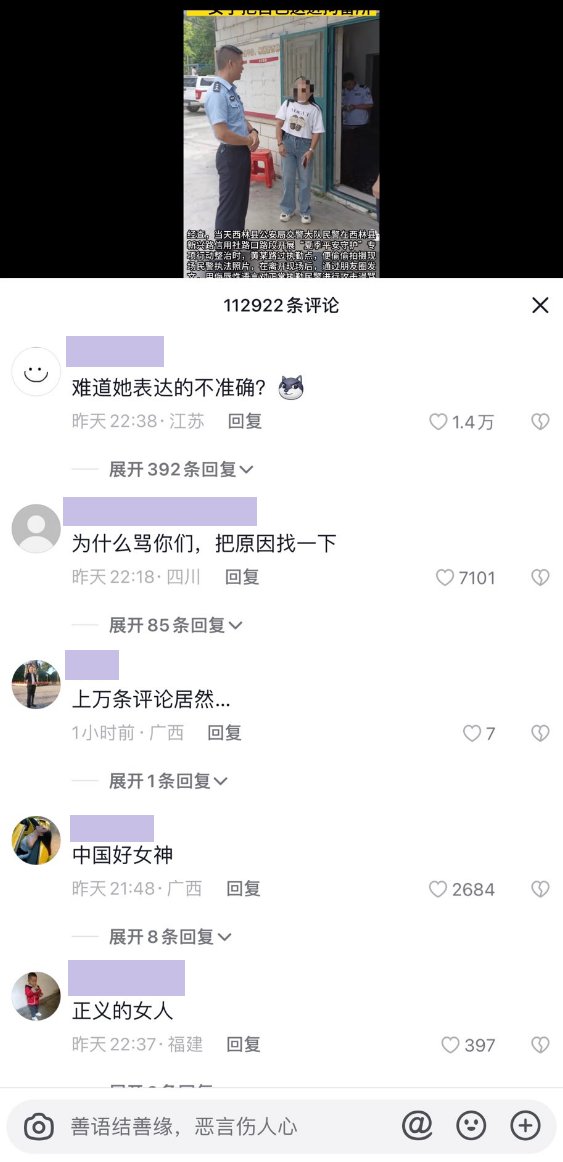 经查，当天西林县公安局交警大队民警在西林县
新兴路信用社路口路段开展“夏季平安守护”专
项行动整治时，黄某路过执勤点，便偷偷拍摄现
场民警执法照片，在离开现场后，通过朋友圈发
112922条评论
难道她表达的不准确？
昨天 22:38 · 江苏 回复
1.4万
展开 392 条回复
为什么骂你们，把原因找一下
昨天 22:18 · 四川 回复
7101
展开 85 条回复
上万条评论居然...
1小时前 · 广西 回复
7
展开 1 条回复
中国好女神
昨天 21:48 · 广西 回复
2684
展开 8 条回复
正义的女人
昨天 22:37 · 福建 回复
397
善语结善缘，恶言伤人心
@